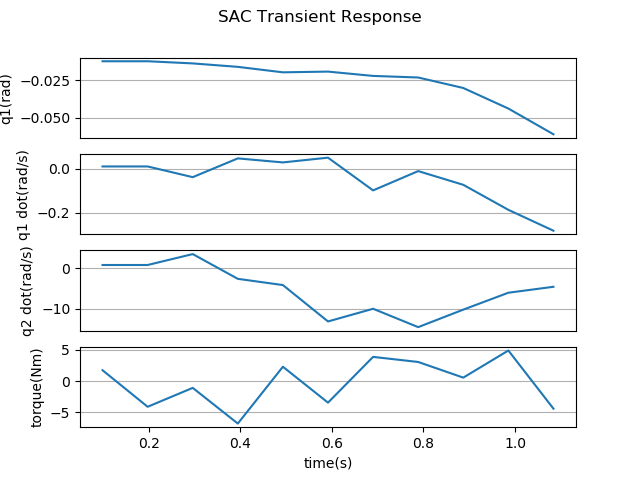 SAC Transient Response
q1(rad)
−0.025
−0.050
q1 dot(rad/s)
0.0
−0.2
q2 dot(rad/s)
0
−10
torque(Nm)
5
0
−5
0.2 0.4 0.6 0.8 1.0
time(s)